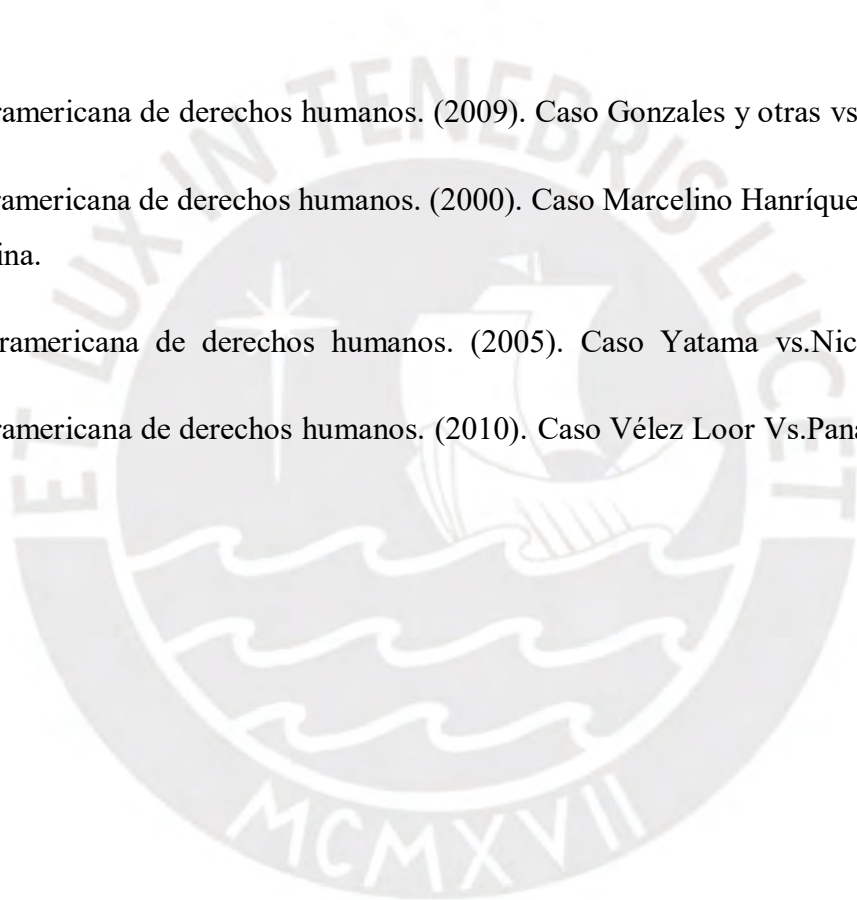 ramericana de derechos humanos. (2009). Caso Gonzales y otras vs
ramericana de derechos humanos. (2000). Caso Marcelino Hanríque
ina.
ramericana de derechos humanos. (2005). Caso Yatama vs.Nic
ramericana de derechos humanos. (2010). Caso Vélez Loor Vs.Pana
ET LUX IN TENEBRIS LUCET
MCMXVII